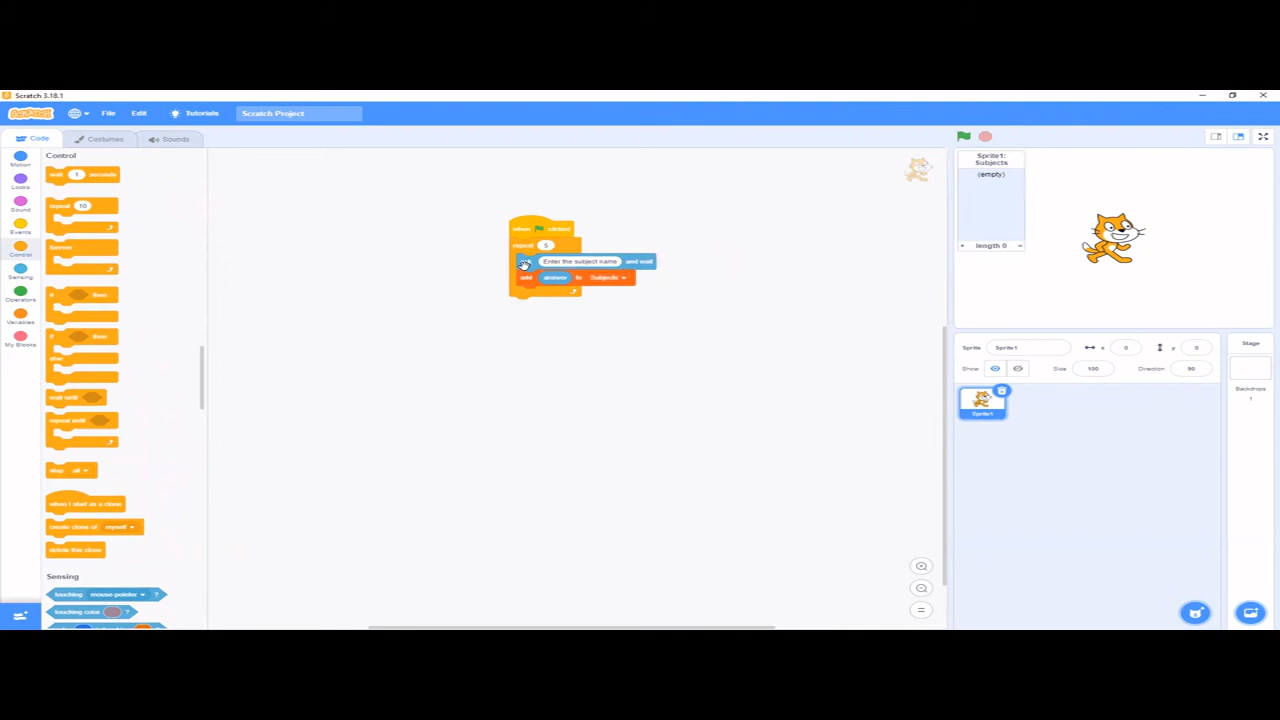 Scratch 3.18.1
SCRATCH File Edit Tutorials Scratch Project
Code Costumes Sounds
Motion
Looks
Sound
Events
Control
Sensing
Operators
Variables
My Blocks
Control
wait 1 seconds
repeat 10
forever
if then
if then
else
wait until
repeat until
stop all
when I start as a clone
create clone of myself
delete this clone
Sensing
touching mouse-pointer ?
touching color ?
when clicked
repeat 5
Enter the subject name and wait
add answer to Subjects
Sprite1:
Subjects
(empty)
length 0
Sprite Sprite1 x 0 y 0
Show Size 100 Direction 90
Sprite1
Stage
Backdrops
1